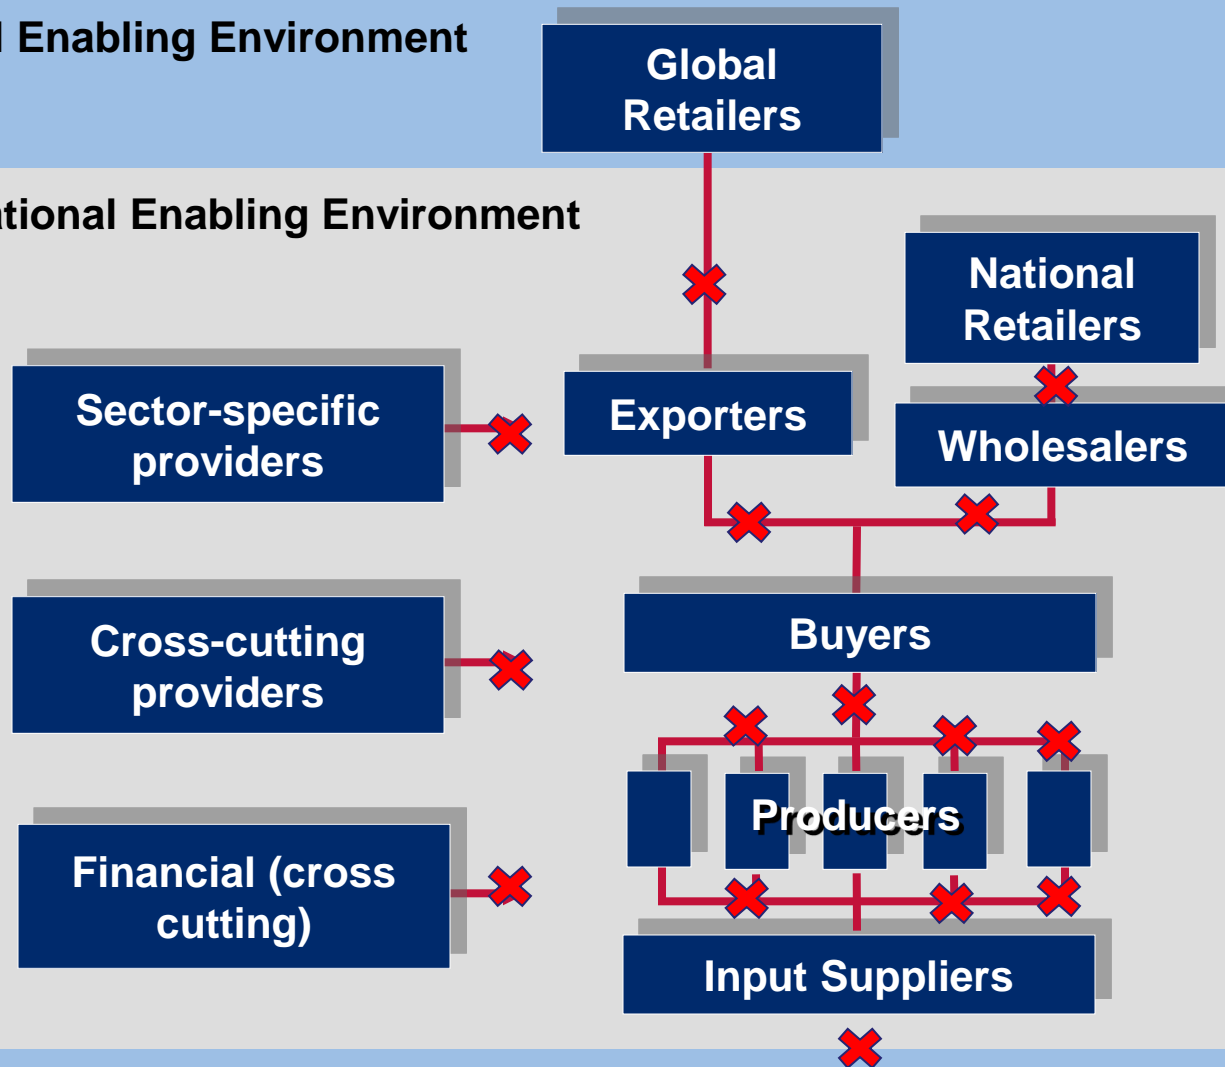 Enabling Environment
Global
Retailers
Enabling Environment
National
Retailers
Sector-specific
providers
Exporters
Wholesalers
Cross-cutting
providers
Buyers
Producers
Financial (cross
cutting)
Input Suppliers